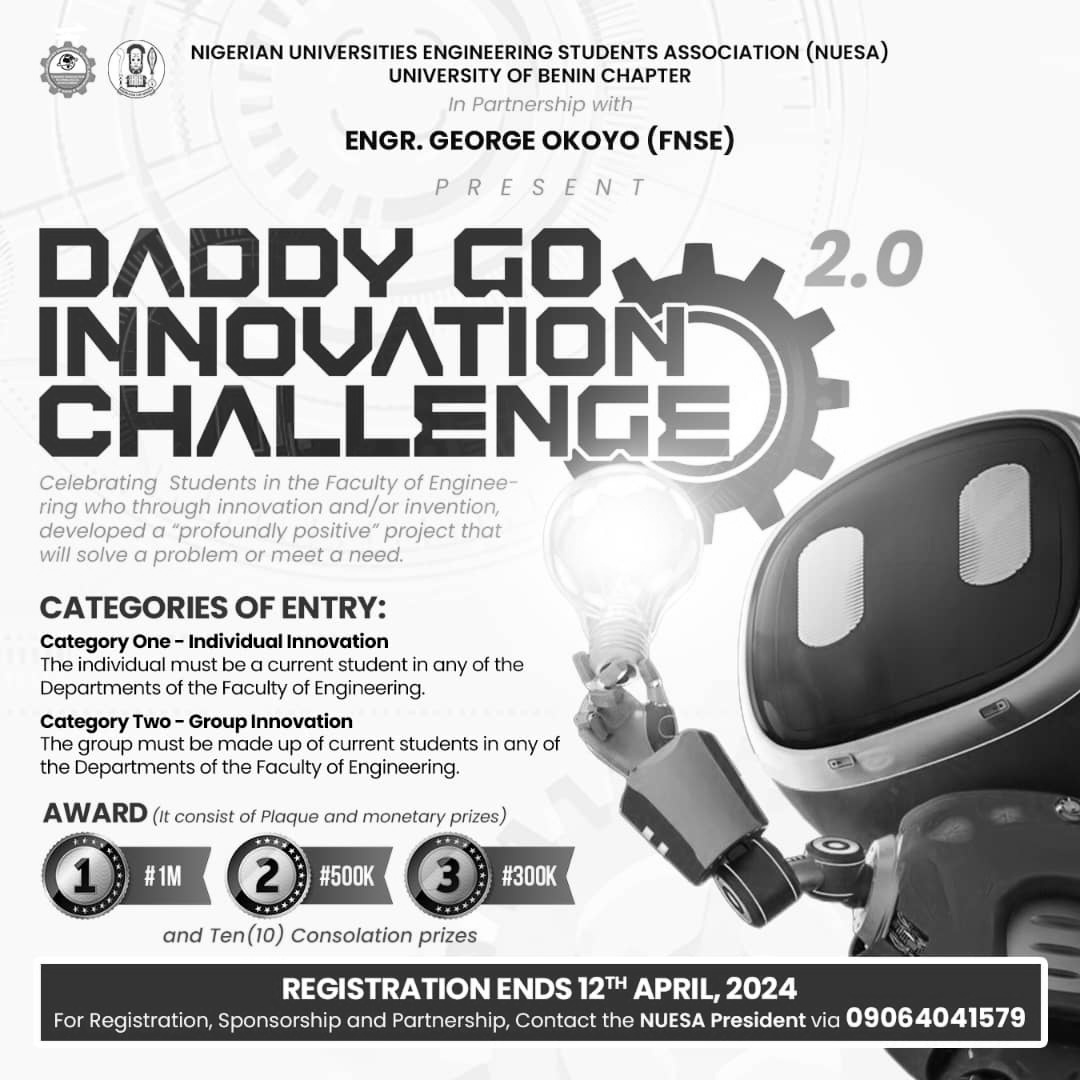 NIGERIAN UNIVERSITIES ENGINEERING STUDENTS ASSOCIATION (NUESA)
UNIVERSITY OF BENIN CHAPTER
In Partnership with
ENGR. GEORGE OKOYO (FNSE)
PRESENT
DADDY GO
2.0
INNOVATION
CHALLENGE
Celebrating Students in the Faculty of Enginee-
ring who through innovation and/or invention,
developed a “profoundly positive” project that
will solve a problem or meet a need.
CATEGORIES OF ENTRY:
Category One - Individual Innovation
The individual must be a current student in any of the
Departments of the Faculty of Engineering.
Category Two - Group Innovation
The group must be made up of current students in any of
the Departments of the Faculty of Engineering.
AWARD (It consist of Plaque and monetary prizes)
1 #1M 2 #500K 3 #300K
and Ten(10) Consolation prizes
REGISTRATION ENDS 12TH APRIL, 2024
For Registration, Sponsorship and Partnership, Contact the NUESA President via 09064041579